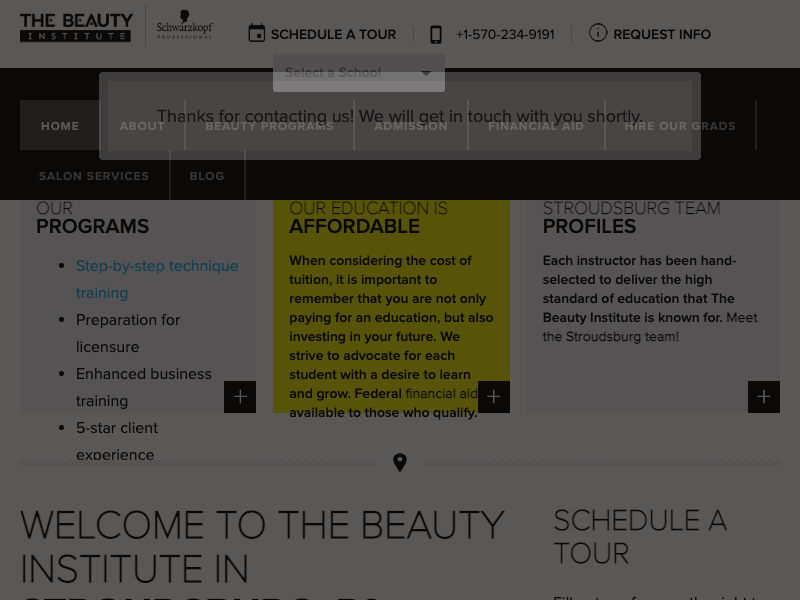 THE BEAUTY
INSTITUTE
Schwarzkopf
PROFESSIONAL
SCHEDULE A TOUR
+1-570-234-9191
REQUEST INFO
Select a School
Thanks for contacting us! We will get in touch with you shortly.
HOME
ABOUT
BEAUTY PROGRAMS
ADMISSION
FINANCIAL AID
HIRE OUR GRADS
SALON SERVICES
BLOG
OUR
PROGRAMS
Step-by-step technique
training
Preparation for
licensure
Enhanced business
training
5-star client
experience
OUR EDUCATION IS
AFFORDABLE
When considering the cost of
tuition, it is important to
remember that you are not only
paying for an education, but also
investing in your future. We
strive to advocate for each
student with a desire to learn
and grow. Federal financial aid
available to those who qualify.
STROUDSBURG TEAM
PROFILES
Each instructor has been hand-
selected to deliver the high
standard of education that The
Beauty Institute is known for. Meet
the Stroudsburg team!
WELCOME TO THE BEAUTY
INSTITUTE IN
SCHEDULE A
TOUR